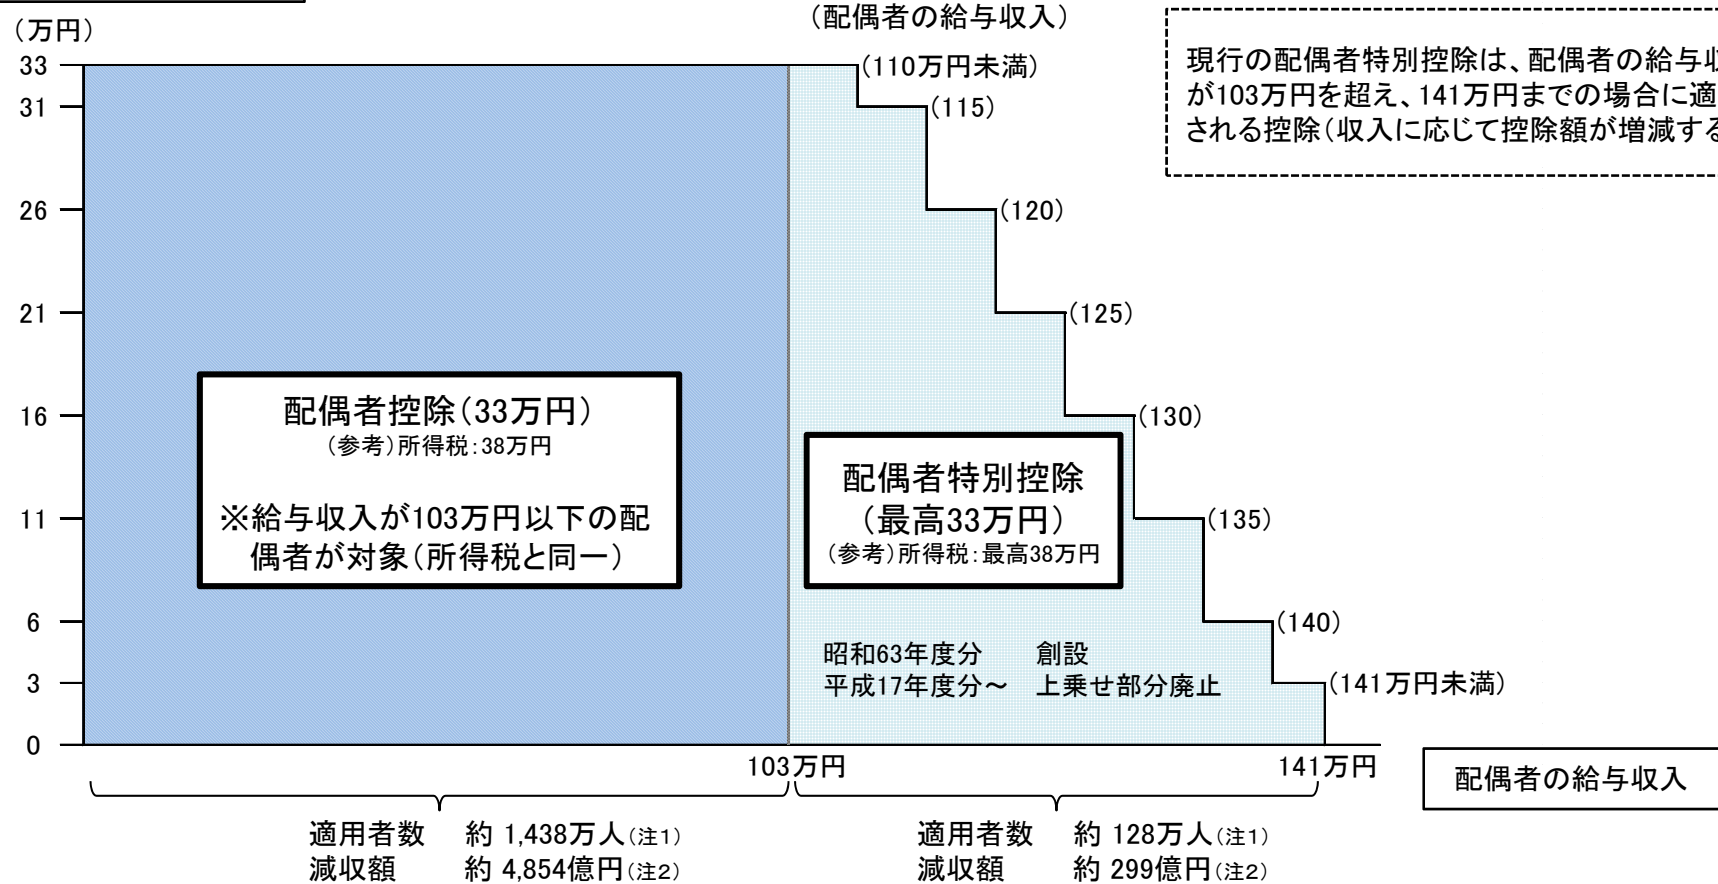 （万円）
（配偶者の給与収入）
33
（110万円未満）
現行の配偶者特別控除は、配偶者の給与収
が103万円を超え、141万円までの場合に適
される控除（収入に応じて控除額が増減する
31
（115）
26
（120）
21
（125）
16
（130）
配偶者控除（33万円）
（参考）所得税：38万円
※給与収入が103万円以下の配
偶者が対象（所得税と同一）
配偶者特別控除
（最高33万円）
（参考）所得税：最高38万円
11
（135）
6
（140）
昭和63年度分　　創設
平成17年度分～　上乗せ部分廃止
3
（141万円未満）
0
103万円
141万円
配偶者の給与収入
適用者数　約 1,438万人（注1）
減収額　約 4,854億円（注2）
適用者数　約 128万人（注1）
減収額　約 299億円（注2）